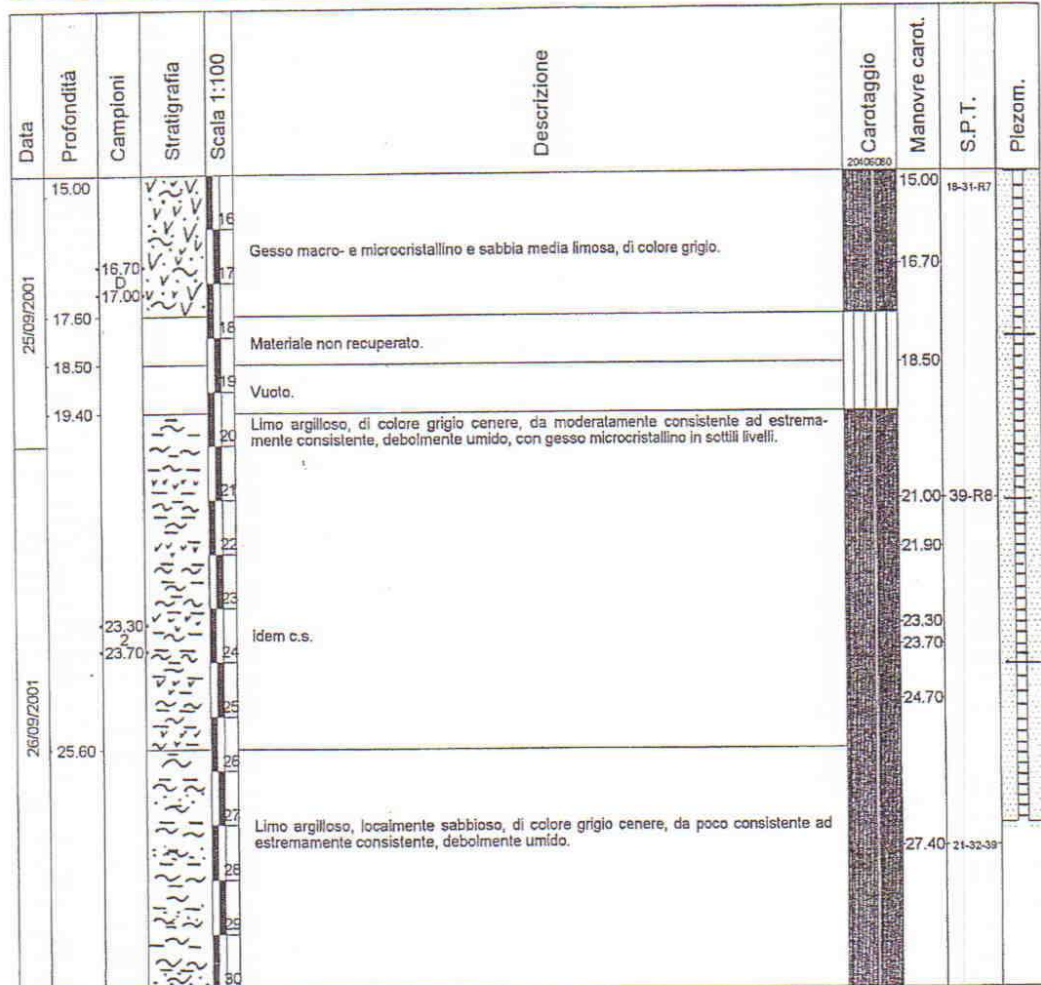 Data
Profondità
Campioni
Stratigrafia
Scala 1:100
Descrizione
Carotaggio
20406080
Manovre carot.
S.P.T.
Piezom.
25/09/2001
26/09/2001
15.00
17.60
18.50
19.40
25.60
16.70
D
17.00
23.30
2
23.70
16
17
18
19
20
21
22
23
24
25
26
27
28
29
30
Gesso macro- e microcristallino e sabbia media limosa, di colore grigio.
Materiale non recuperato.
Vuoto.
Limo argilloso, di colore grigio cenere, da moderatamente consistente ad estrema-
mente consistente, debolmente umido, con gesso microcristallino in sottili livelli.
Idem c.s.
Limo argilloso, localmente sabbioso, di colore grigio cenere, da poco consistente ad
estremamente consistente, debolmente umido.
15.00
16.70
18.50
21.00
21.90
23.30
23.70
24.70
27.40
18-31-R7
39-R8
21-32-39